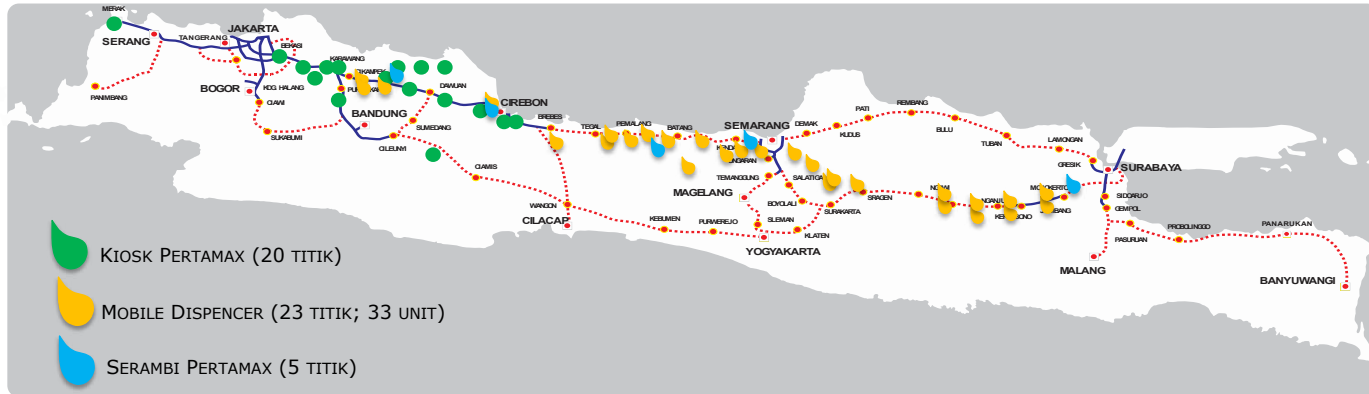 MERAK
SERANG
TANGERANG
JAKARTA
BEKASI
PANIMBANG
BOGOR
KDG. HALANG
CIAWI
SUKABUMI
KARAWANG
BANDUNG
CILEUNYI
SUMEDANG
DAWUAN
CIREBON
CIAMIS
BREBES
TEGAL
PEMALANG
BATANG
SEMARANG
DEMAK
KUDUS
PATI
REMBANG
BULU
TUBAN
LAMONGAN
GRESIK
SURABAYA
TEMANGGUNG
SALATIGA
MAGELANG
BOYOLALI
SURAKARTA
SRAGEN
SIDOARJO
GEMPOL
WANGON
CILACAP
KEBUMEN
PURWEREJO
SLEMAN
KLATEN
YOGYAKARTA
MALANG
PASURUAN
PROBOLINGGO
PANARUKAN
BANYUWANGI
KIOSK PERTAMAX (20 TITIK)
MOBILE DISPENCER (23 TITIK; 33 UNIT)
SERAMBI PERTAMAX (5 TITIK)